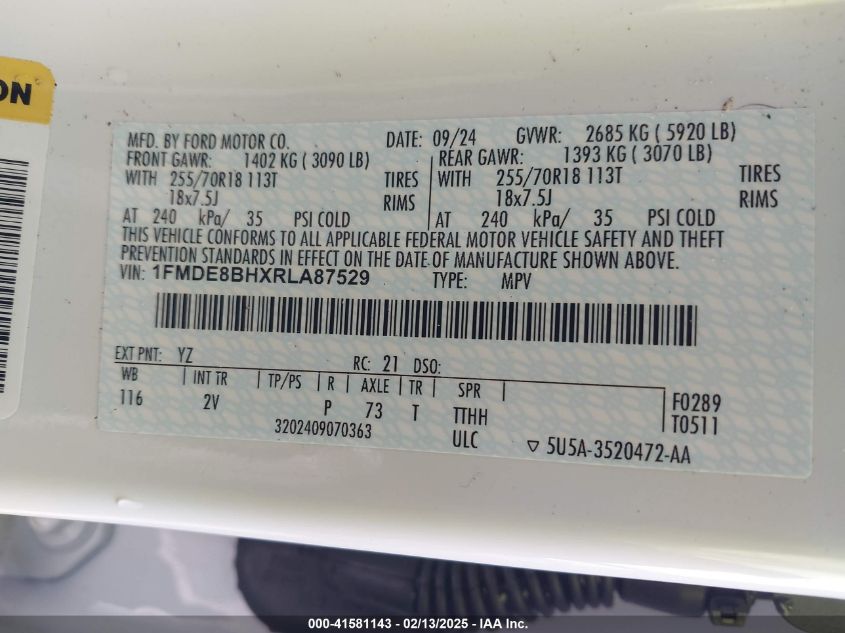 ON
MFD. BY FORD MOTOR CO. DATE: 09/24 GVWR: 2685 KG ( 5920 LB)
FRONT GAWR: 1402 KG ( 3090 LB) REAR GAWR: 1393 KG ( 3070 LB)
WITH 255/70R18 113T TIRES WITH 255/70R18 113T TIRES
18x7.5J RIMS 18x7.5J RIMS
AT 240 kPa/ 35 PSI COLD AT 240 kPa/ 35 PSI COLD
THIS VEHICLE CONFORMS TO ALL APPLICABLE FEDERAL MOTOR VEHICLE SAFETY AND THEFT
PREVENTION STANDARDS IN EFFECT ON THE DATE OF MANUFACTURE SHOWN ABOVE.
VIN: 1FMDE8BHXRLA87529 TYPE: MPV
EXT PNT: YZ RC: 21 DSO:
WB INT TR TP/PS R AXLE TR SPR
116 2V P 73 T TTHH F0289
3202409070363 ULC T0511
▽ 5U5A-3520472-AA
000-41581143 - 02/13/2025 - IAA Inc.